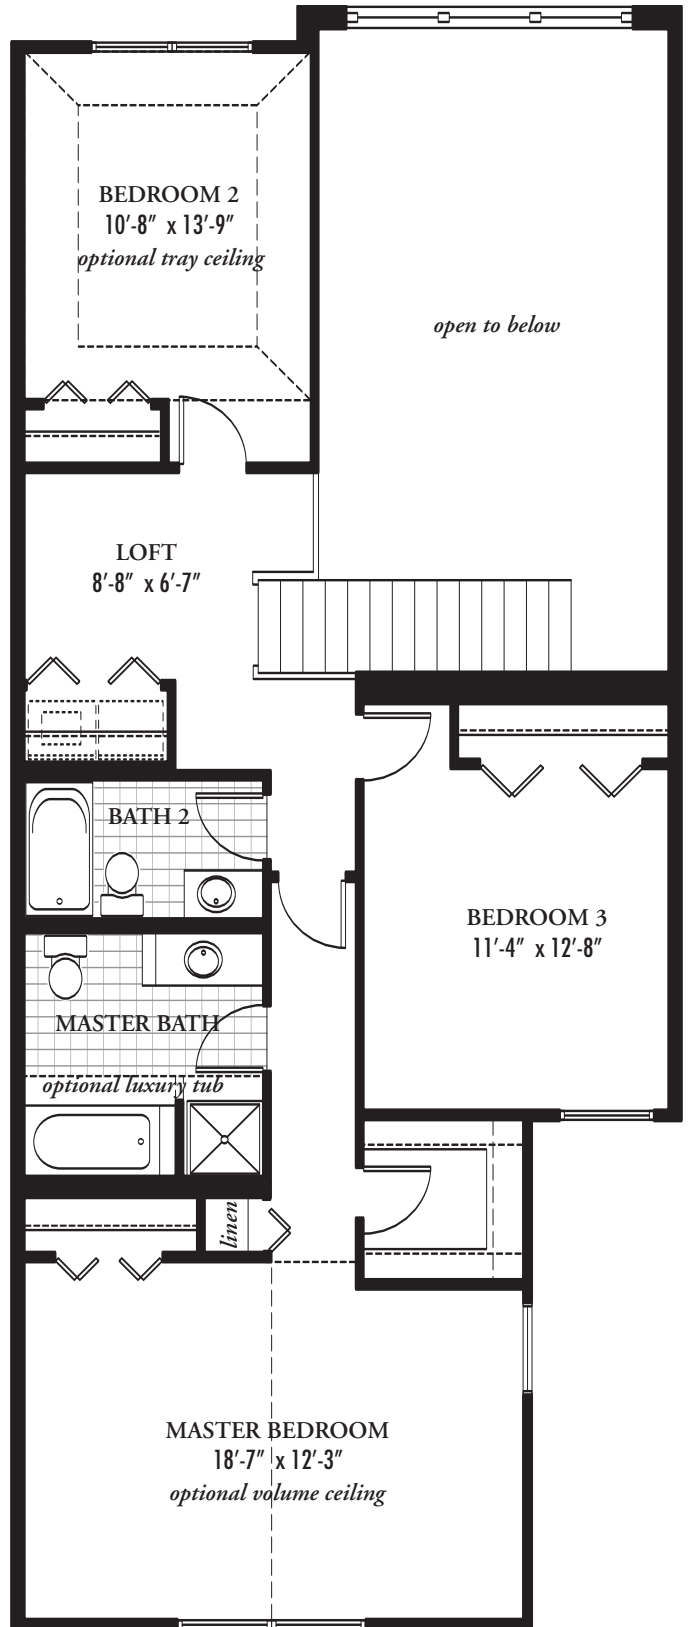 BEDROOM 2
10′-8″ x 13′-9″
optional tray ceiling
open to below
LOFT
8′-8″ x 6′-7″
BATH 2
BEDROOM 3
11′-4″ x 12′-8″
MASTER BATH
optional luxury tub
linen
MASTER BEDROOM
18′-7″ x 12′-3″
optional volume ceiling